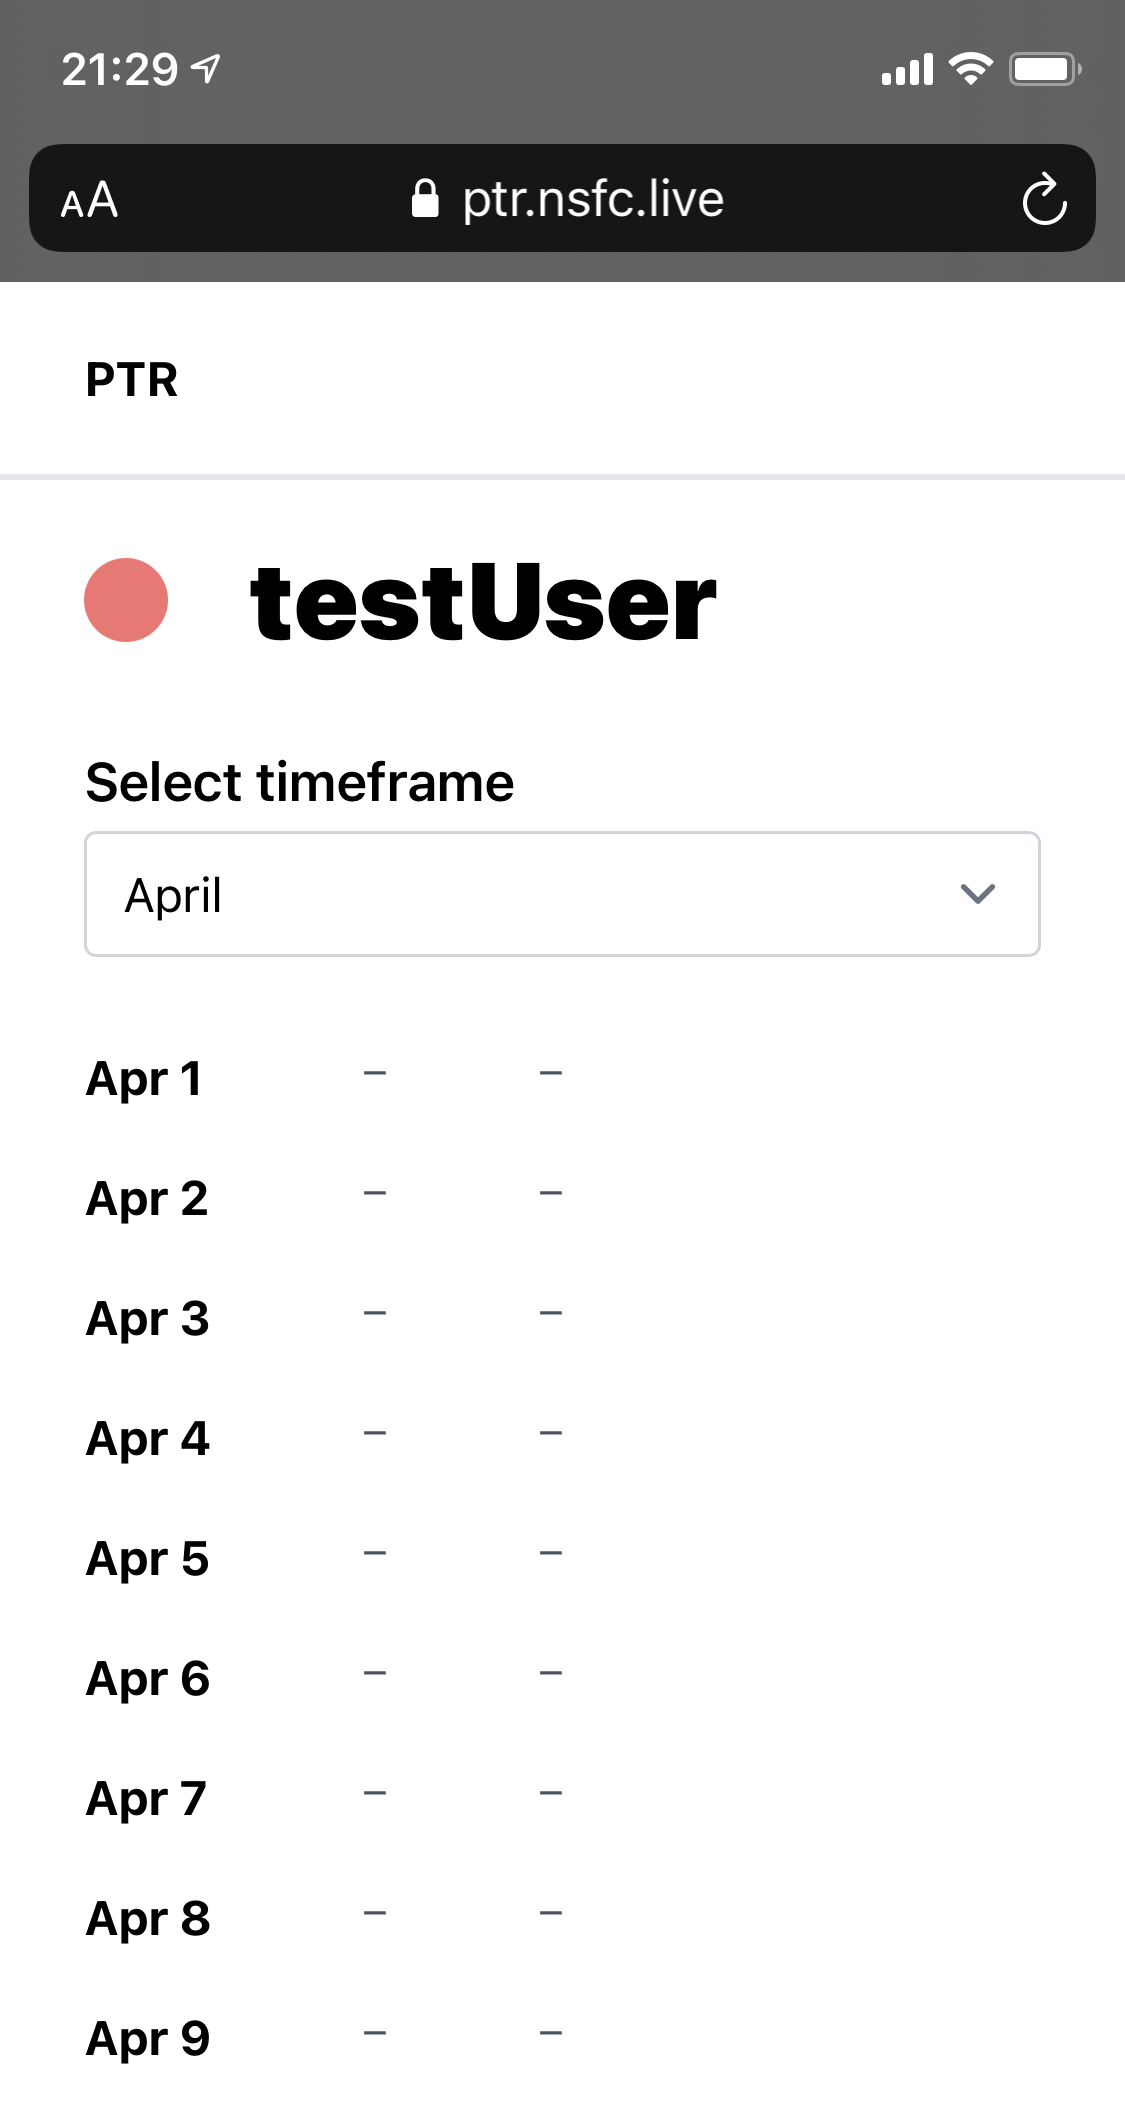 21:29
AA ptr.nsfc.live
PTR
testUser
Select timeframe
April
Apr 1 – –
Apr 2 – –
Apr 3 – –
Apr 4 – –
Apr 5 – –
Apr 6 – –
Apr 7 – –
Apr 8 – –
Apr 9 – –